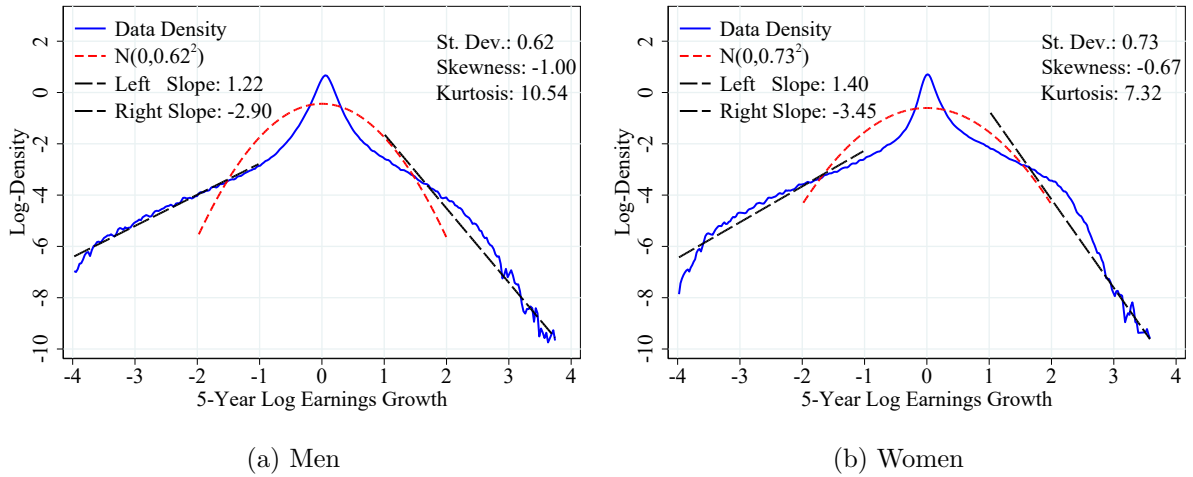 Data Density
N(0,0.62²)
Left Slope: 1.22
Right Slope: -2.90
St. Dev.: 0.62
Skewness: -1.00
Kurtosis: 10.54
Log-Density
2
0
-2
-4
-6
-8
-10
-4 -3 -2 -1 0 1 2 3 4
5-Year Log Earnings Growth
(a) Men
Data Density
N(0,0.73²)
Left Slope: 1.40
Right Slope: -3.45
St. Dev.: 0.73
Skewness: -0.67
Kurtosis: 7.32
Log-Density
2
0
-2
-4
-6
-8
-10
-4 -3 -2 -1 0 1 2 3 4
5-Year Log Earnings Growth
(b) Women